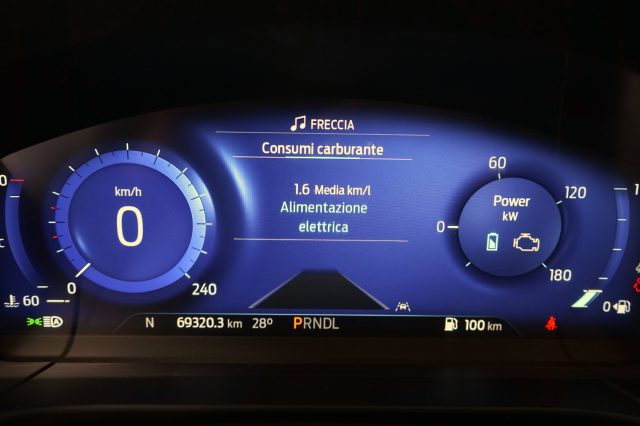 FRECCIA
Consumi carburante
1.6 Media km/l
Alimentazione
elettrica
km/h
0
0
240
Power
kW
0
60
120
180
60
0
N 69320.3 km 28° PRNDL 100 km